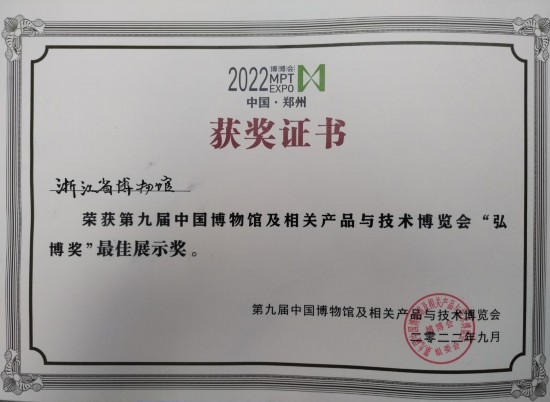 2022
博博会
MPT
EXPO
中国·郑州
获奖证书
浙江省博物馆
荣获第九届中国博物馆及相关产品与技术博览会“弘
博奖”最佳展示奖。
第九届中国博物馆及相关产品与技术博览会
二〇二二年九月